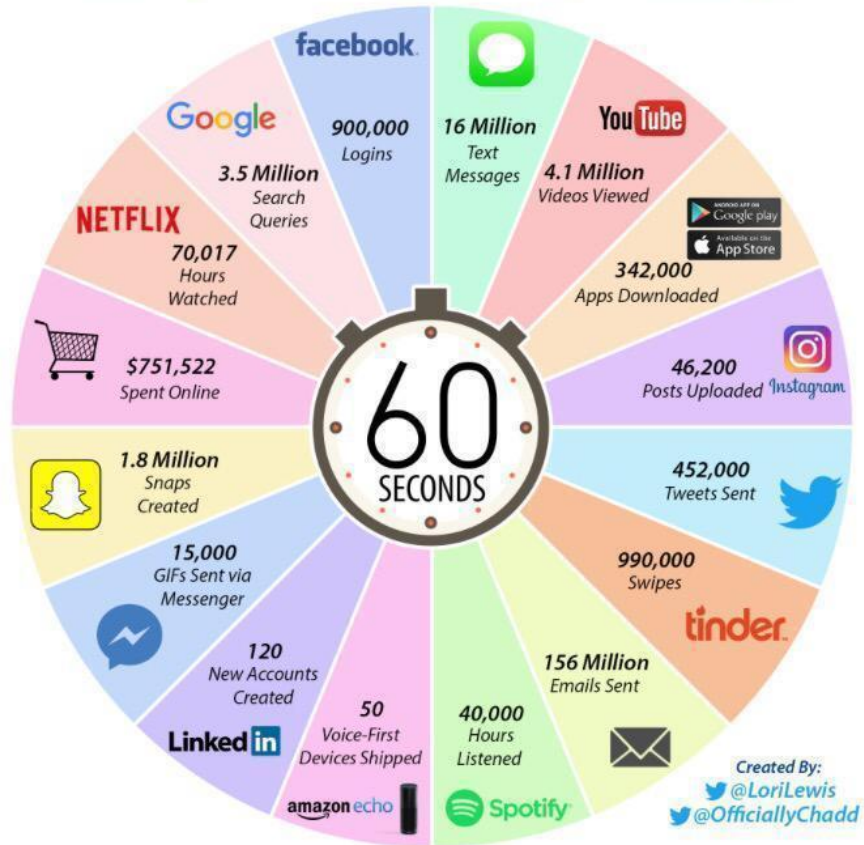 facebook
900,000
Logins
16 Million
Text
Messages
YouTube
4.1 Million
Videos Viewed
ANDROID APP ON
Google play
Available on the
App Store
342,000
Apps Downloaded
Instagram
46,200
Posts Uploaded
452,000
Tweets Sent
990,000
Swipes
tinder
156 Million
Emails Sent
40,000
Hours
Listened
Spotify
50
Voice-First
Devices Shipped
amazon echo
120
New Accounts
Created
Linked in
15,000
GIFs Sent via
Messenger
1.8 Million
Snaps
Created
$751,522
Spent Online
NETFLIX
70,017
Hours
Watched
Google
3.5 Million
Search
Queries
60
SECONDS
Created By:
@LoriLewis
@OfficiallyChadd